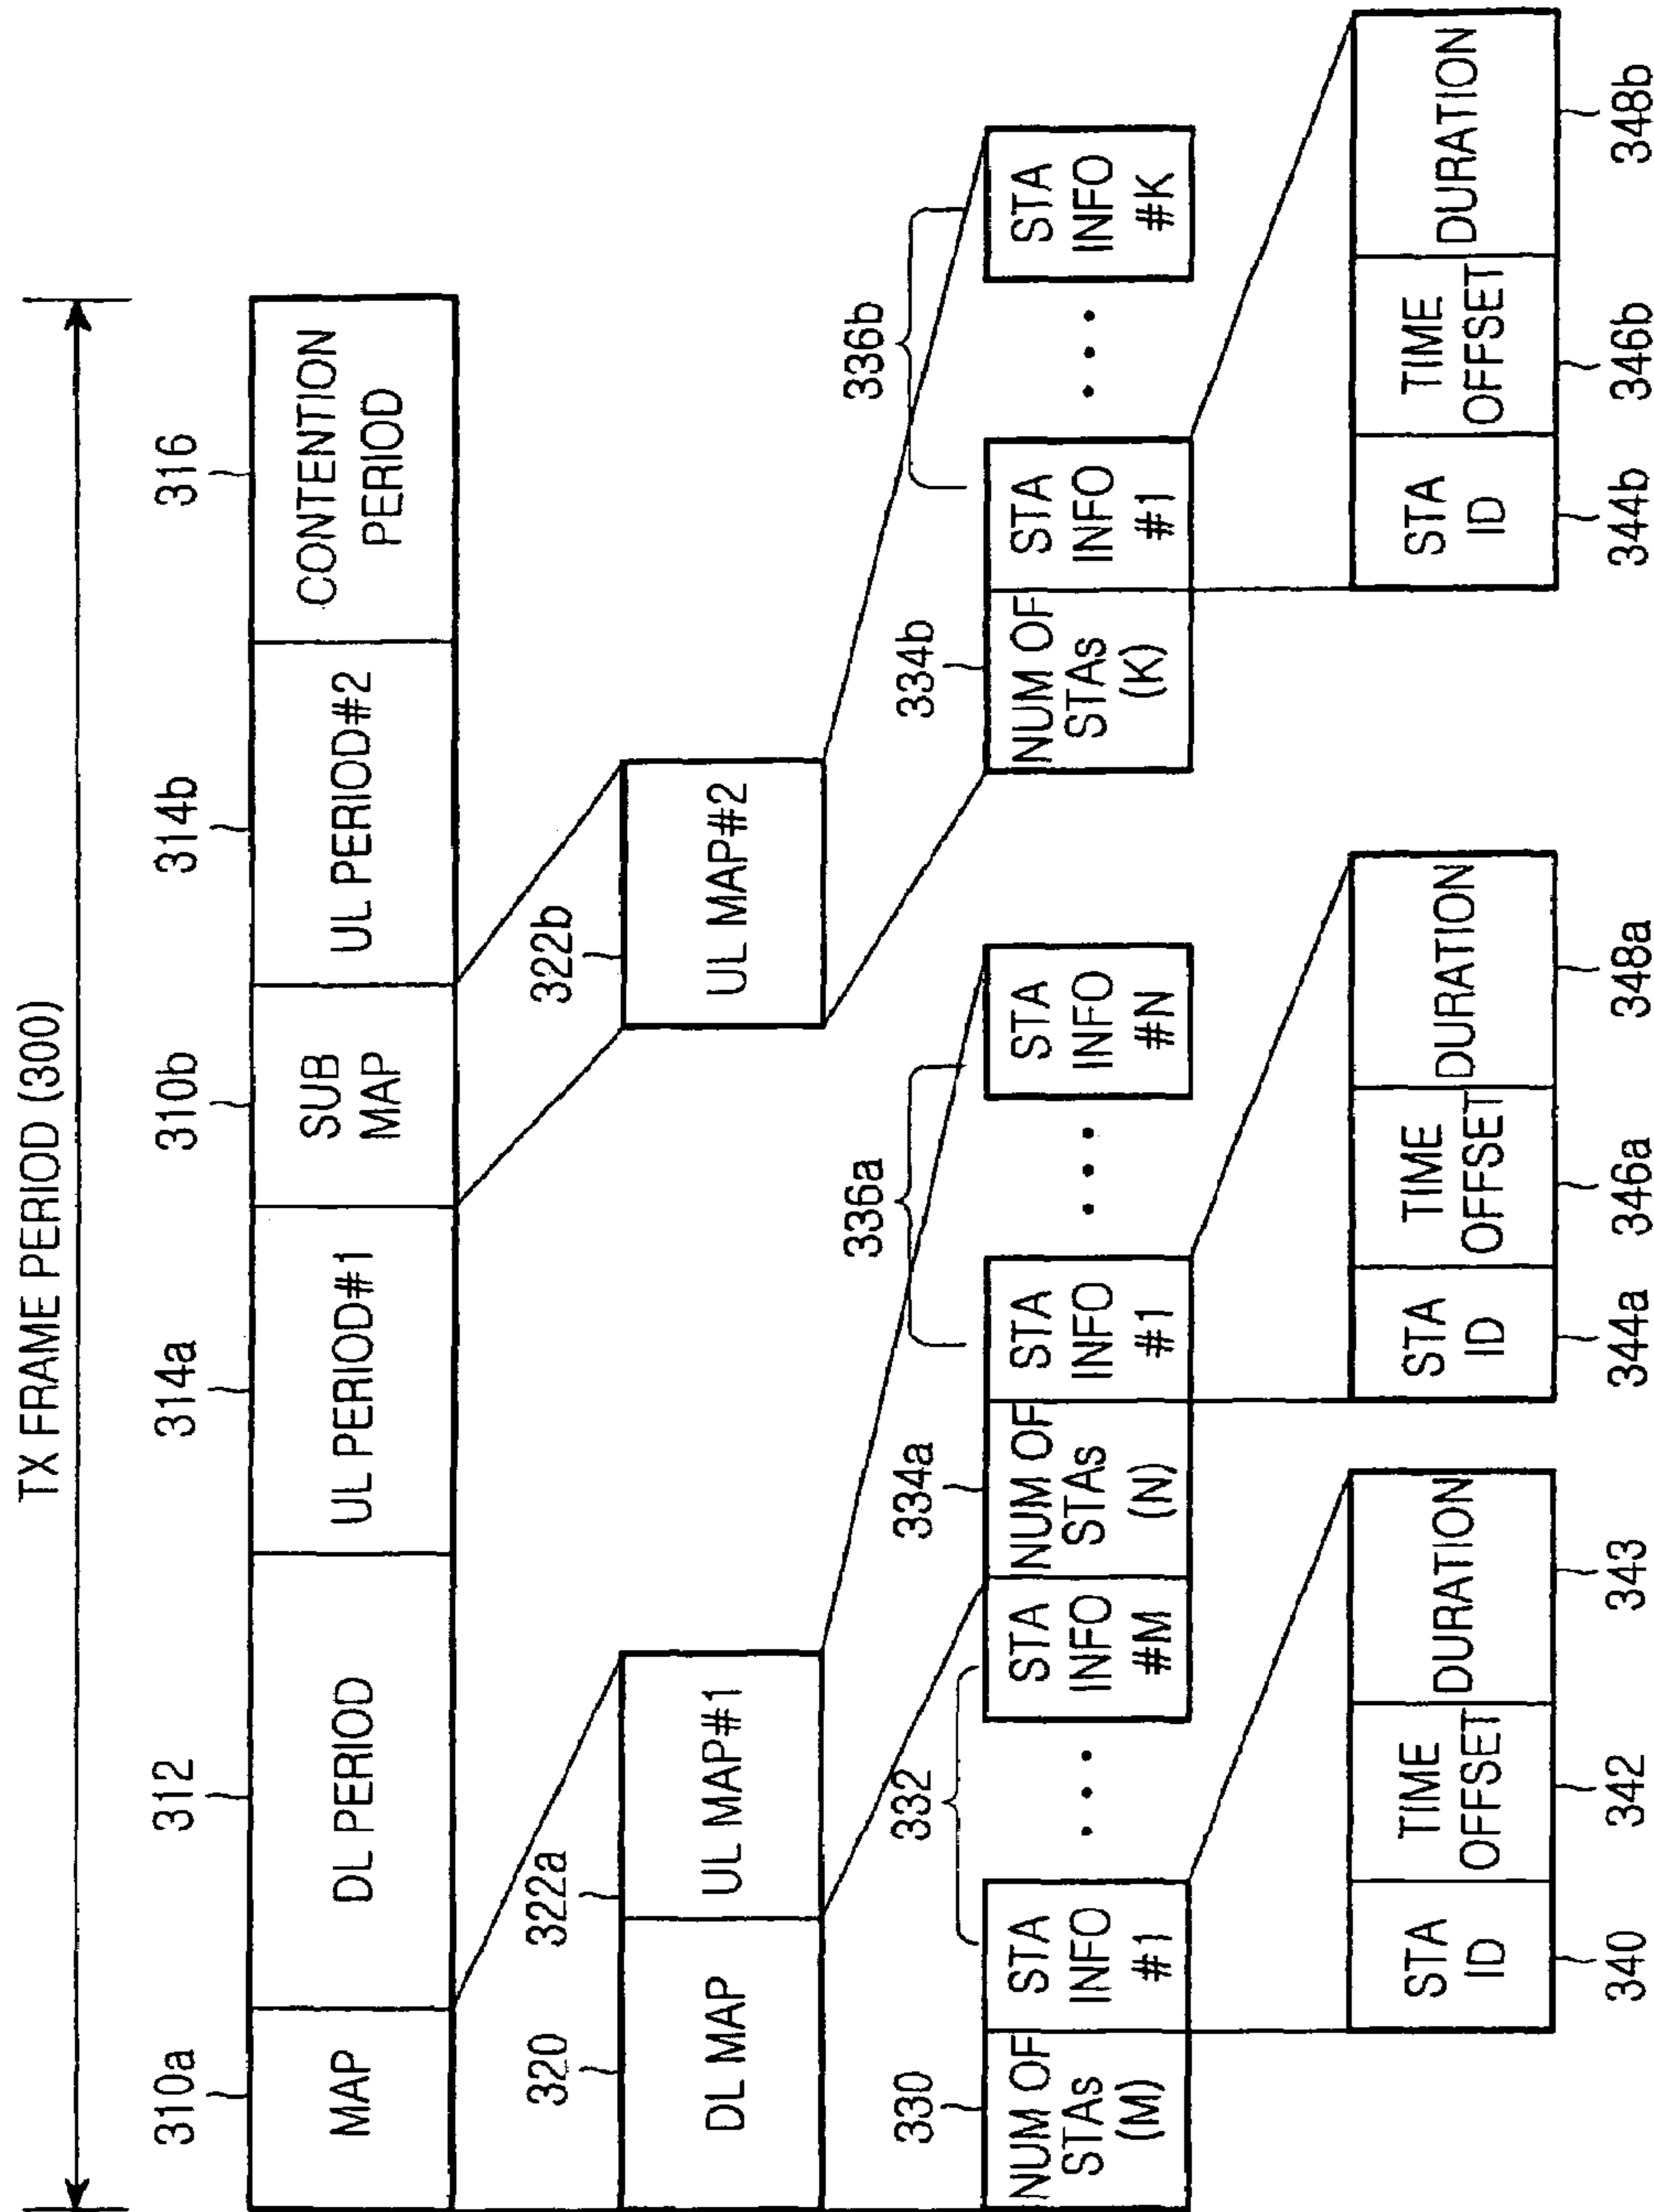 TX FRAME PERIOD (300)
310a
312
314a
310b
314b
316
MAP
DL PERIOD
UL PERIOD#1
SUB
MAP
UL PERIOD#2
CONTENTION
PERIOD
320
322a
322b
DL MAP
UL MAP#1
UL MAP#2
330
332
334a
336a
334b
336b
NUM OF
STAs
(M)
STA
INFO
#1
• • •
STA
INFO
#M
NUM OF
STAs
(N)
STA
INFO
#1
• • •
STA
INFO
#N
NUM OF
STAs
(K)
STA
INFO
#1
• • •
STA
INFO
#K
STA
ID
TIME
OFFSET
DURATION
STA
ID
TIME
OFFSET
DURATION
STA
ID
TIME
OFFSET
DURATION
340
342
343
344a
346a
348a
344b
346b
348b